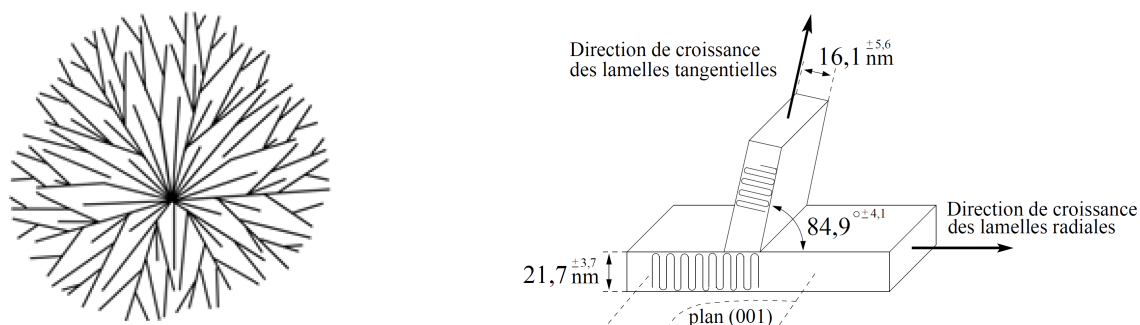 Direction de croissance
des lamelles tangentielles
16,1 ±5,6 nm
84,9 °±4,1
Direction de croissance
des lamelles radiales
21,7 ±3,7 nm
plan (001)